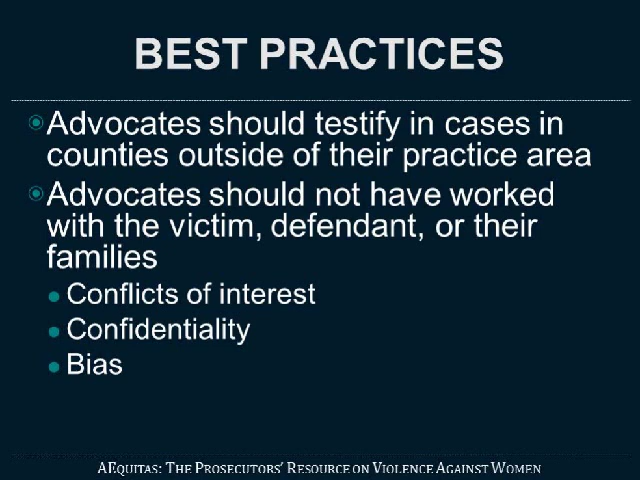 BEST PRACTICES
Advocates should testify in cases in
counties outside of their practice area
Advocates should not have worked
with the victim, defendant, or their
families
Conflicts of interest
Confidentiality
Bias
AEQUITAS: THE PROSECUTORS' RESOURCE ON VIOLENCE AGAINST WOMEN